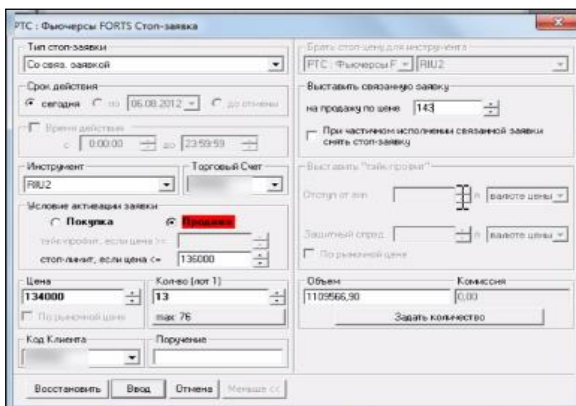 РТС : Фьючерсы FORTS Стоп-заявка
Тип стоп-заявки
Со связ. заявкой
Срок действия
сегодня по 06.08.2012 до отмены
Время действия
с 0:00:00 до 23:59:59
Инструмент Торговый Счет
RIU2
Условие активации заявки
Покупка Продажа
тейк-профит, если цена >=
стоп-лимит, если цена <= 136000
Цена Кол-во (лот 1)
134000 13
По рыночной цене max: 76
Код Клиента Поручение
Брать стоп-цену для инструмента
РТС : Фьючерсы F RIU2
Выставить связанную заявку
на продажу по цене 143
При частичном исполнении связанной заявки
снять стоп-заявку
Выставить "тейк-профит"
Отступ от min валюте цены
Защитный спрэд валюте цены
По рыночной цене
Объем Комиссия
1109566,90 0,00
Задать количество
Восстановить Ввод Отмена Меньше <<